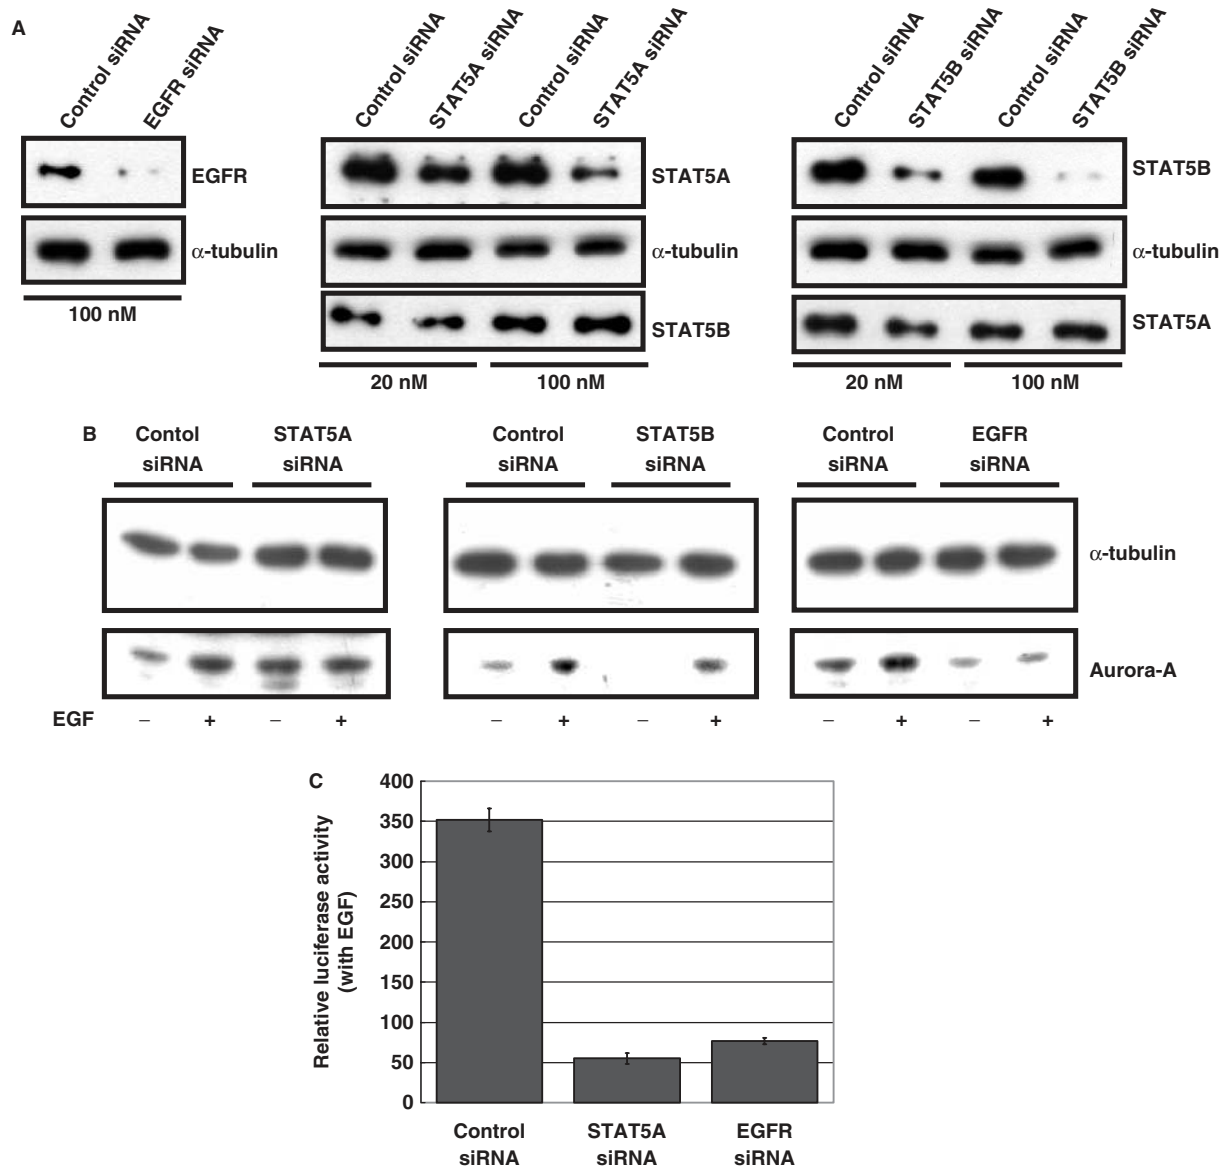 A
Control siRNA
EGFR siRNA
Control siRNA
STAT5A siRNA
Control siRNA
STAT5A siRNA
Control siRNA
STAT5B siRNA
Control siRNA
STAT5B siRNA
EGFR
α-tubulin
100 nM
STAT5A
α-tubulin
STAT5B
20 nM
100 nM
STAT5B
α-tubulin
STAT5A
20 nM
100 nM
B
Contol
siRNA
STAT5A
siRNA
Control
siRNA
STAT5B
siRNA
Control
siRNA
EGFR
siRNA
α-tubulin
Aurora-A
EGF – + – + – + – + – + – +
C
Relative luciferase activity
(with EGF)
400
350
300
250
200
150
100
50
0
Control
siRNA
STAT5A
siRNA
EGFR
siRNA